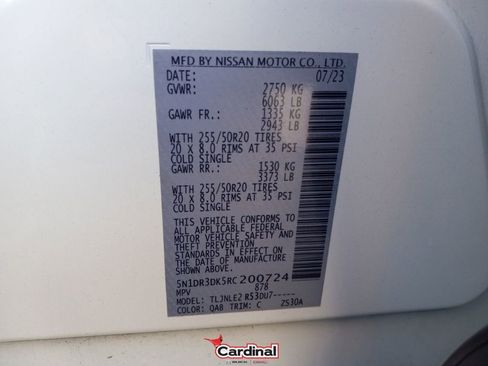 MFD BY NISSAN MOTOR CO., LTD.
DATE: 07/23
GVWR: 2750 KG
6063 LB
GAWR FR.: 1335 KG
2943 LB
WITH 255/50R20 TIRES
20 X 8.0 RIMS AT 35 PSI
COLD SINGLE
GAWR RR.: 1530 KG
3373 LB
WITH 255/50R20 TIRES
20 X 8.0 RIMS AT 35 PSI
COLD SINGLE
THIS VEHICLE CONFORMS TO
ALL APPLICABLE FEDERAL
MOTOR VEHICLE SAFETY AND
THEFT PREVENTION
STANDARDS IN EFFECT ON
THE DATE OF MANUFACTURE
SHOWN ABOVE.
5N1DR3DK5RC200724
MPV 878
MODEL: TLJNLE2 R53DU7-----
COLOR: QAB TRIM: C 2530A
Cardinal